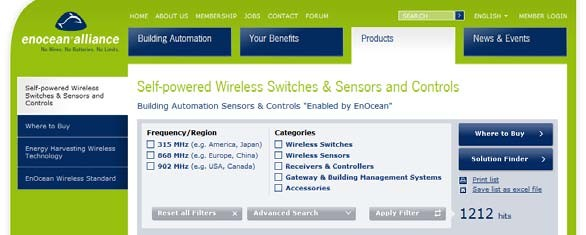 HOME ABOUT US MEMBERSHIP JOBS CONTACT FORUM SEARCH ENGLISH MEMBER LOGIN
enocean alliance
No Wires. No Batteries. No Limits.
Building Automation Your Benefits Products News & Events
Self-powered Wireless Switches & Sensors and Controls
Where to Buy
Energy Harvesting Wireless Technology
EnOcean Wireless Standard
Self-powered Wireless Switches & Sensors and Controls
Building Automation Sensors & Controls "Enabled by EnOcean"
Frequency/Region
315 MHz (e.g. America, Japan)
868 MHz (e.g. Europe, China)
902 MHz (e.g. USA, Canada)
Categories
Wireless Switches
Wireless Sensors
Receivers & Controllers
Gateway & Building Management Systems
Accessories
Reset all Filters Advanced Search Apply Filter
Where to Buy
Solution Finder
Print list
Save list as excel file
1212 hits